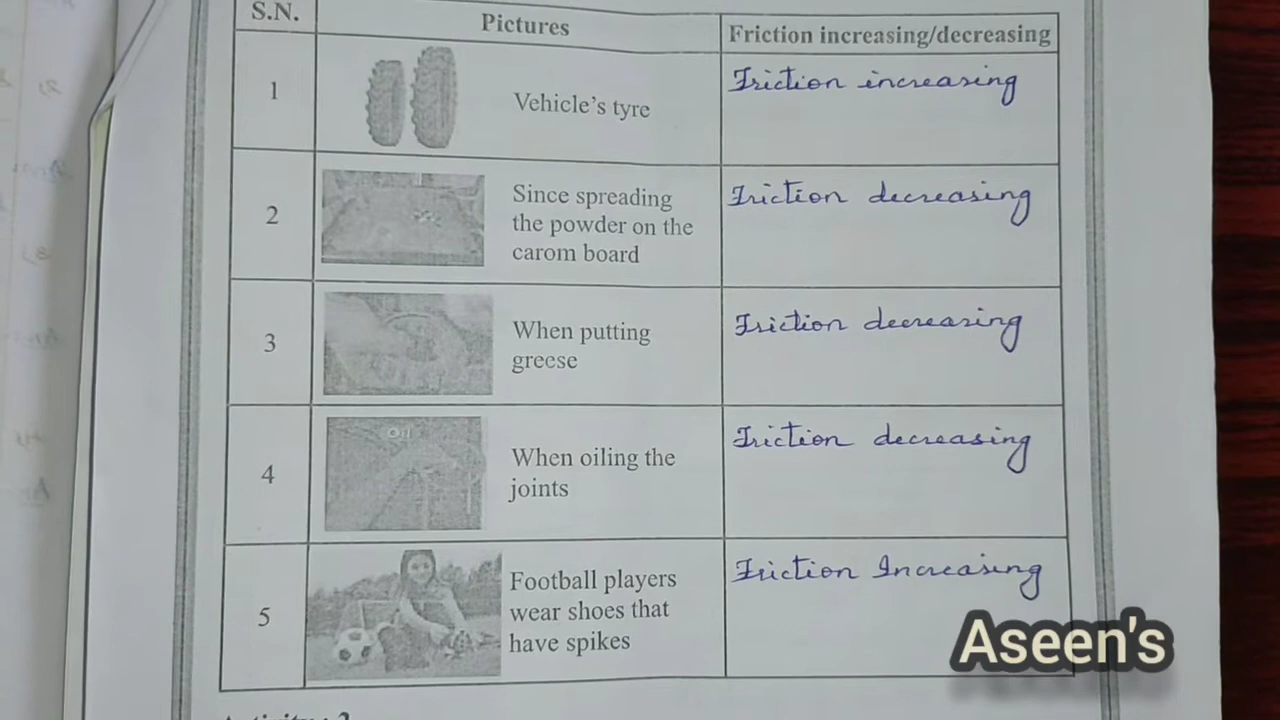 S.N. Pictures Friction increasing/decreasing
1 Vehicle's tyre Friction increasing
2 Since spreading the powder on the carom board Friction decreasing
3 When putting greese Friction decreasing
4 Oil When oiling the joints Friction decreasing
5 Football players wear shoes that have spikes Friction Increasing
Aseen's